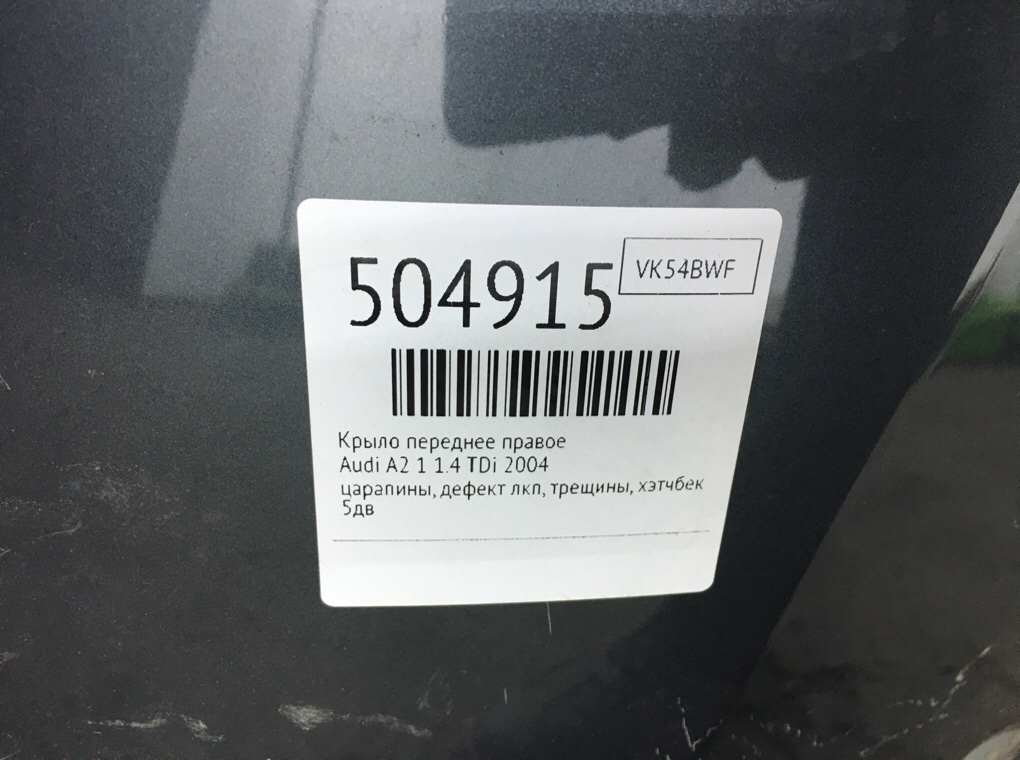 504915
VK54BWF
Крыло переднее правое
Audi A2 1 1.4 TDi 2004
царапины, дефект лкп, трещины, хэтчбек
5дв